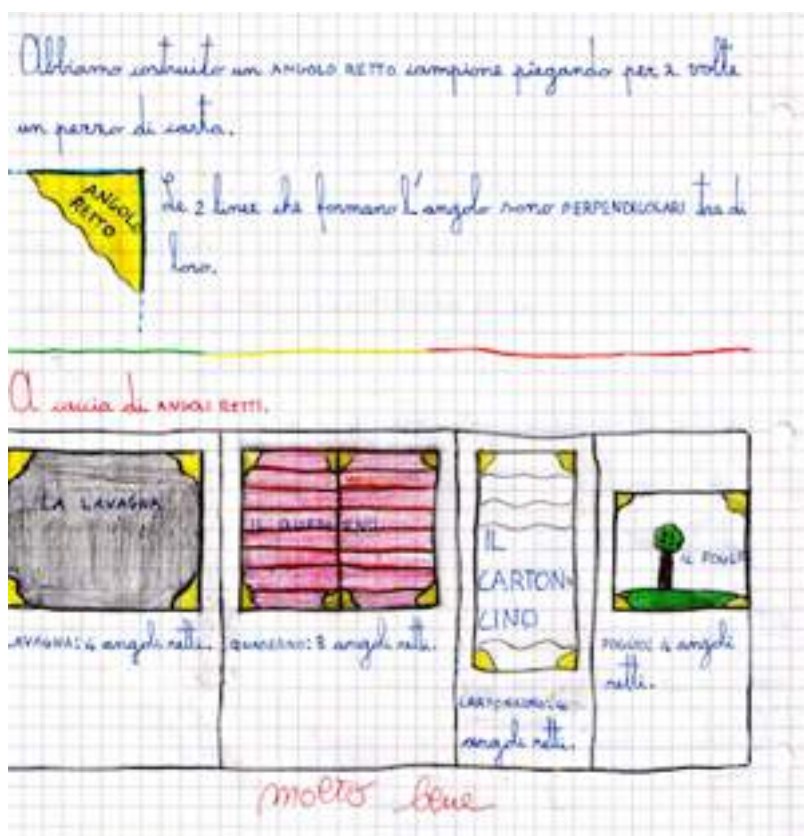 Abbiamo costruito un ANGOLO RETTO campione piegando per 2 volte
un pezzo di carta.
ANGOLO
RETTO
Le 2 linee che formano l'angolo sono PERPENDICOLARI tra di
loro.
A caccia di ANGOLI RETTI.
LA LAVAGNA
IL QUADERNO
IL
CARTON-
CINO
IL FOGLIO
LAVAGNA: 4 angoli retti.
QUADERNO: 8 angoli retti.
CARTONCINO: 4
angoli retti.
FOGLIO: 4 angoli
retti.
molto bene